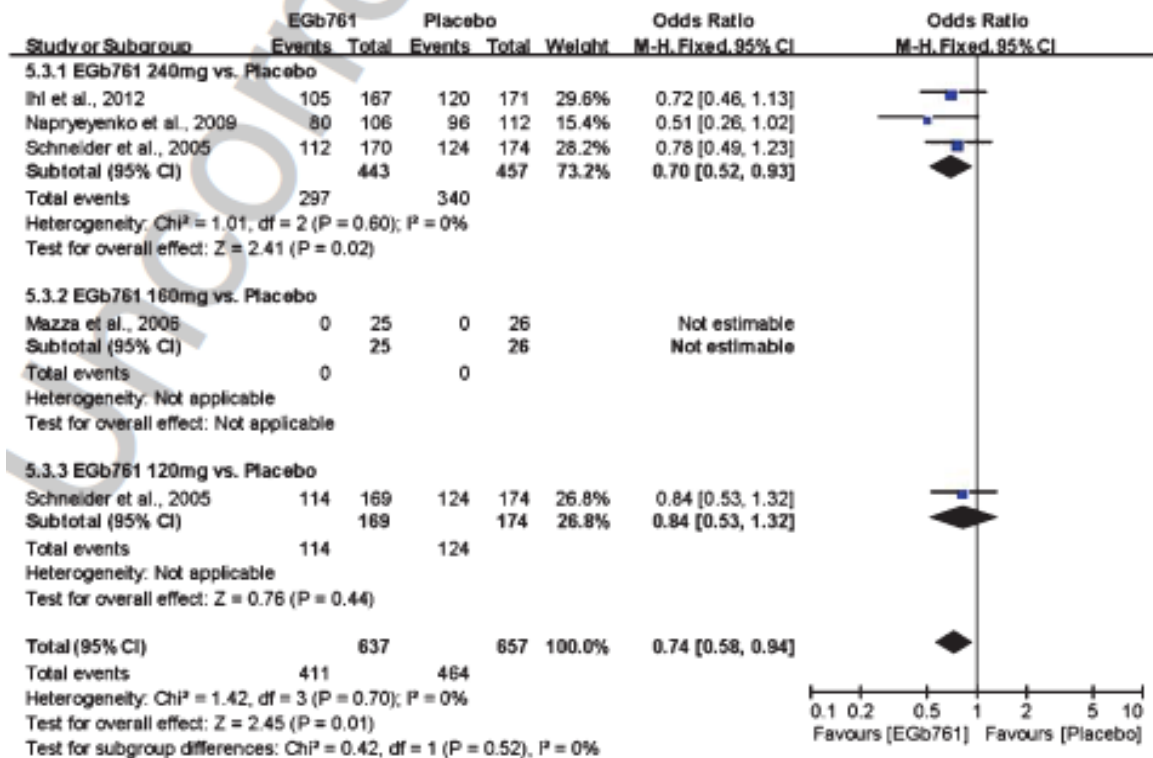 EGb761 Placebo Odds Ratio Odds Ratio
Study or Subgroup Events Total Events Total Weight M-H, Fixed, 95% CI M-H, Fixed, 95% CI
5.3.1 EGb761 240mg vs. Placebo
Ihl et al., 2012 105 167 120 171 29.6% 0.72 [0.46, 1.13]
Napryeyenko et al., 2009 80 106 96 112 15.4% 0.51 [0.26, 1.02]
Schneider et al., 2005 112 170 124 174 28.2% 0.78 [0.49, 1.23]
Subtotal (95% CI) 443 457 73.2% 0.70 [0.52, 0.93]
Total events 297 340
Heterogeneity: Chi² = 1.01, df = 2 (P = 0.60); I² = 0%
Test for overall effect: Z = 2.41 (P = 0.02)
5.3.2 EGb761 160mg vs. Placebo
Mazza et al., 2006 0 25 0 26 Not estimable
Subtotal (95% CI) 25 26 Not estimable
Total events 0 0
Heterogeneity: Not applicable
Test for overall effect: Not applicable
5.3.3 EGb761 120mg vs. Placebo
Schneider et al., 2005 114 169 124 174 26.8% 0.84 [0.53, 1.32]
Subtotal (95% CI) 169 174 26.8% 0.84 [0.53, 1.32]
Total events 114 124
Heterogeneity: Not applicable
Test for overall effect: Z = 0.76 (P = 0.44)
Total (95% CI) 637 657 100.0% 0.74 [0.58, 0.94]
Total events 411 464
Heterogeneity: Chi² = 1.42, df = 3 (P = 0.70); I² = 0%
Test for overall effect: Z = 2.45 (P = 0.01)
Test for subgroup differences: Chi² = 0.42, df = 1 (P = 0.52), I² = 0%
0.1 0.2 0.5 1 2 5 10
Favours [EGb761] Favours [Placebo]
Uncorre